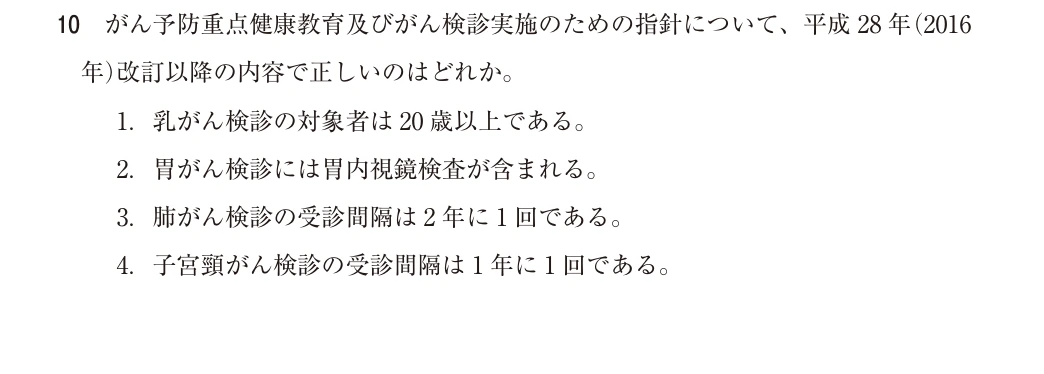 10 がん予防重点健康教育及びがん検診実施のための指針について、平成 28 年(2016
年)改訂以降の内容で正しいのはどれか。
1. 乳がん検診の対象者は 20 歳以上である。
2. 胃がん検診には胃内視鏡検査が含まれる。
3. 肺がん検診の受診間隔は 2 年に 1 回である。
4. 子宮頸がん検診の受診間隔は 1 年に 1 回である。